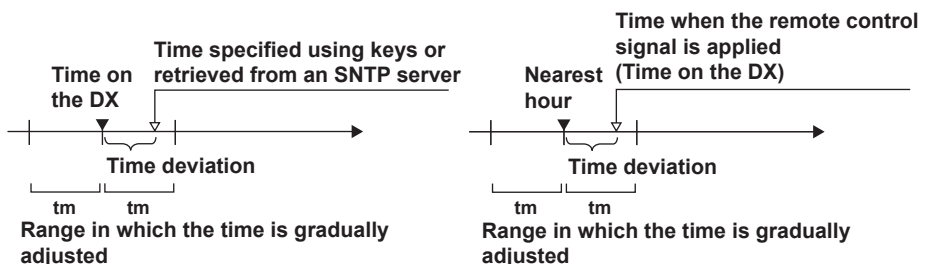 Time on
the DX
Time specified using keys or
retrieved from an SNTP server
Time deviation
tm tm
Range in which the time is gradually
adjusted
Time when the remote control
signal is applied
(Time on the DX)
Nearest
hour
Time deviation
tm tm
Range in which the time is gradually
adjusted